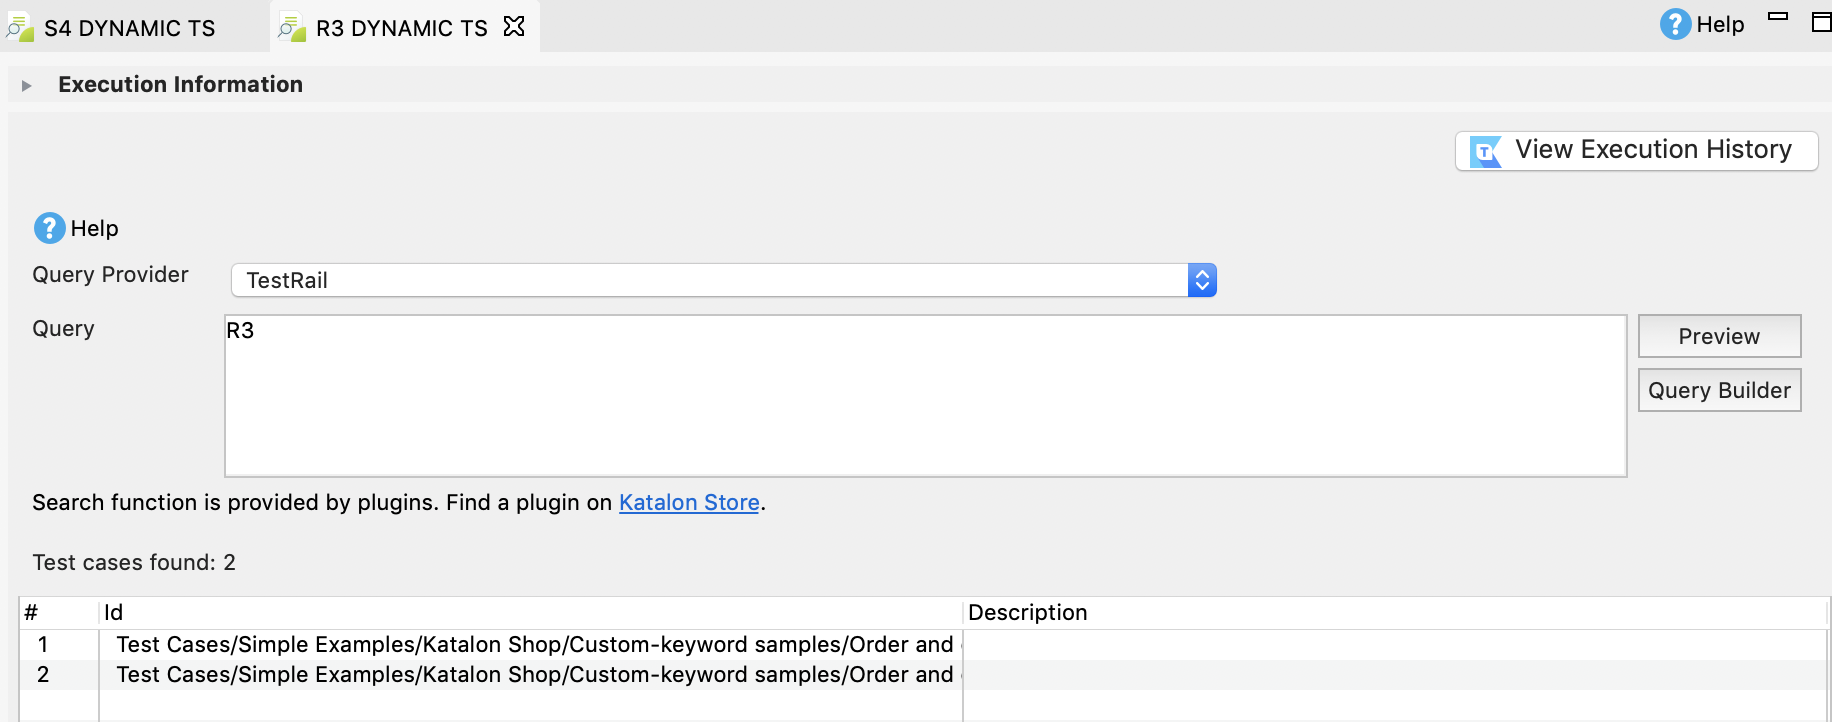 S4 DYNAMIC TS
R3 DYNAMIC TS
Help
Execution Information
View Execution History
Help
Query Provider
TestRail
Query
R3
Preview
Query Builder
Search function is provided by plugins. Find a plugin on Katalon Store.
Test cases found: 2
# Id Description
1 Test Cases/Simple Examples/Katalon Shop/Custom-keyword samples/Order and
2 Test Cases/Simple Examples/Katalon Shop/Custom-keyword samples/Order and